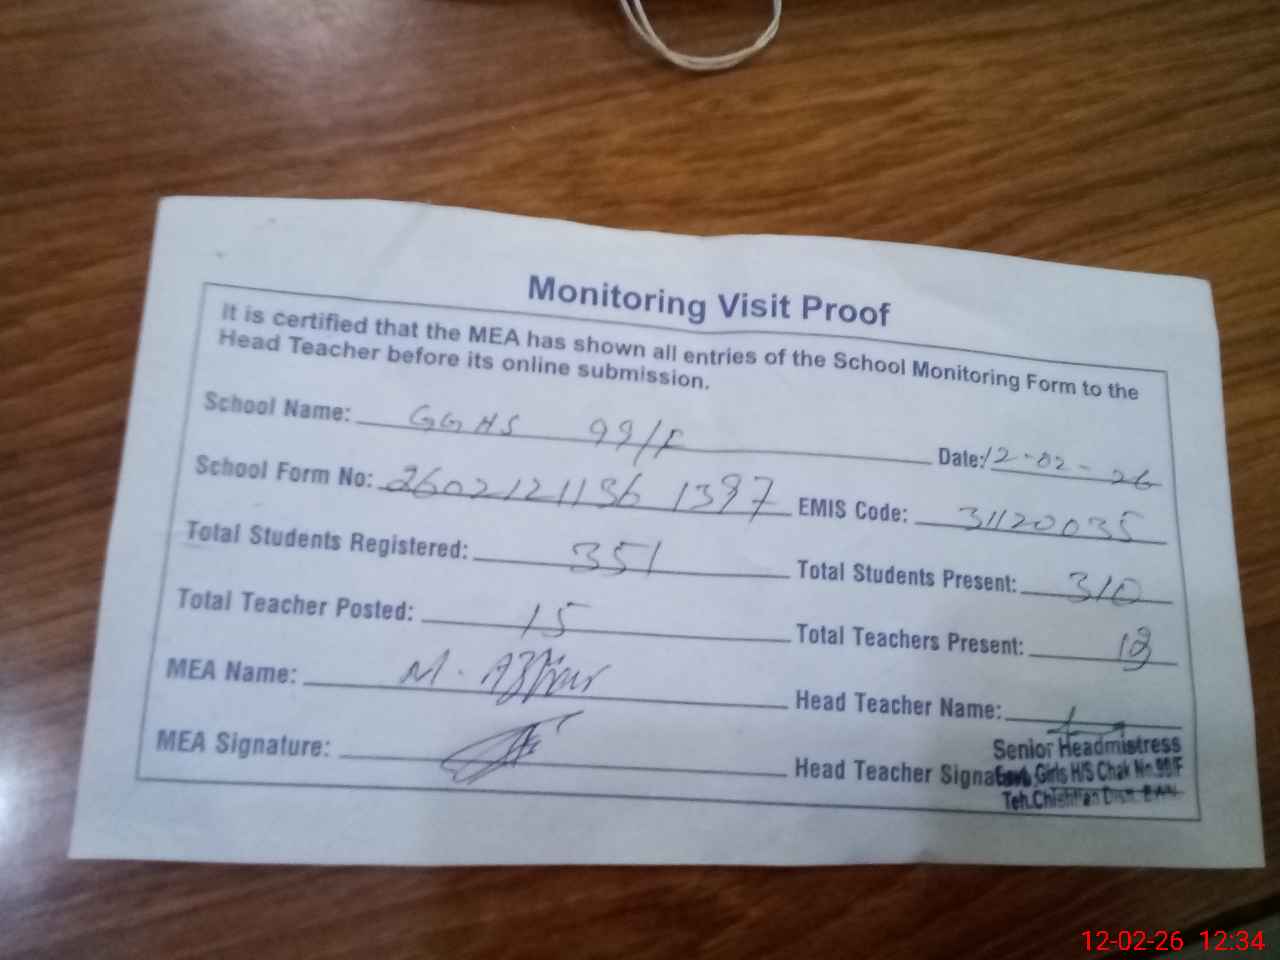 Monitoring Visit Proof
It is certified that the MEA has shown all entries of the School Monitoring Form to the
Head Teacher before its online submission.
School Name: GGHS 99/F Date: 12-02-26
School Form No: 26021211361397 EMIS Code: 31120035
Total Students Registered: 351 Total Students Present: 310
Total Teacher Posted: 15 Total Teachers Present:
MEA Name: M. Head Teacher Name:
MEA Signature: Head Teacher Signa
Senior Headmistress
Govt. Girls H/S Chak No.99/F
Teh.Chishtian Distt. BWN
12-02-26 12:34